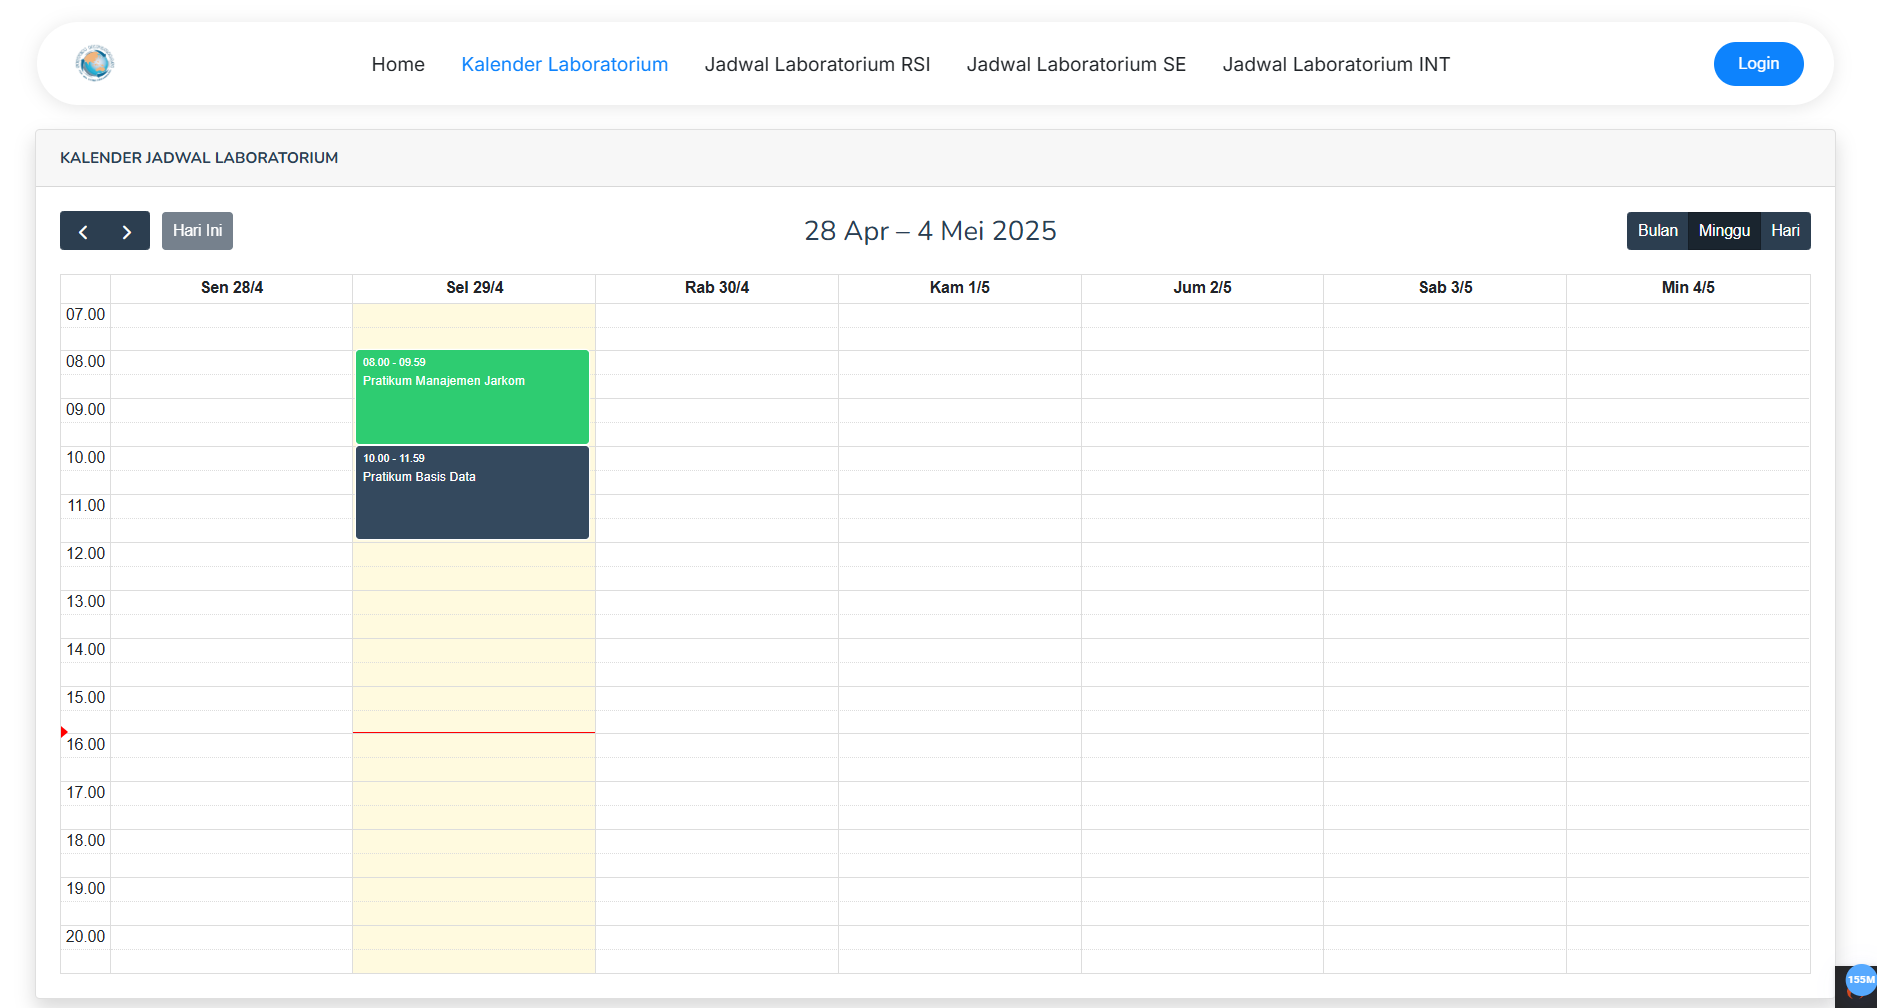 Home
Kalender Laboratorium
Jadwal Laboratorium RSI
Jadwal Laboratorium SE
Jadwal Laboratorium INT
Login
KALENDER JADWAL LABORATORIUM
Hari Ini
28 Apr – 4 Mei 2025
Bulan
Minggu
Hari
Sen 28/4
Sel 29/4
Rab 30/4
Kam 1/5
Jum 2/5
Sab 3/5
Min 4/5
07.00
08.00
08.00 - 09.59
Pratikum Manajemen Jarkom
09.00
10.00
10.00 - 11.59
Pratikum Basis Data
11.00
12.00
13.00
14.00
15.00
16.00
17.00
18.00
19.00
20.00
155M